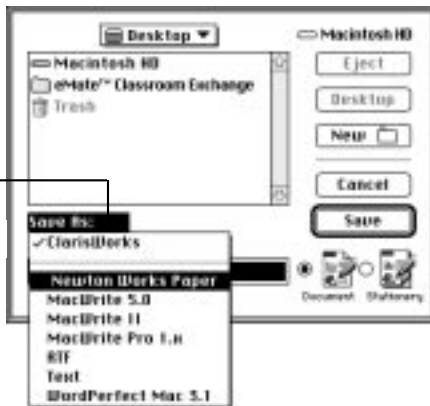 Desktop
Macintosh HD
Macintosh HD
eMate™ Classroom Exchange
Trash
Eject
Desktop
New
Cancel
Save
Save As:
✓ClarisWorks
Newton Works Paper
MacWrite 5.0
MacWrite II
MacWrite Pro 1.x
RTF
Text
WordPerfect Mac 3.1
Document
Stationery